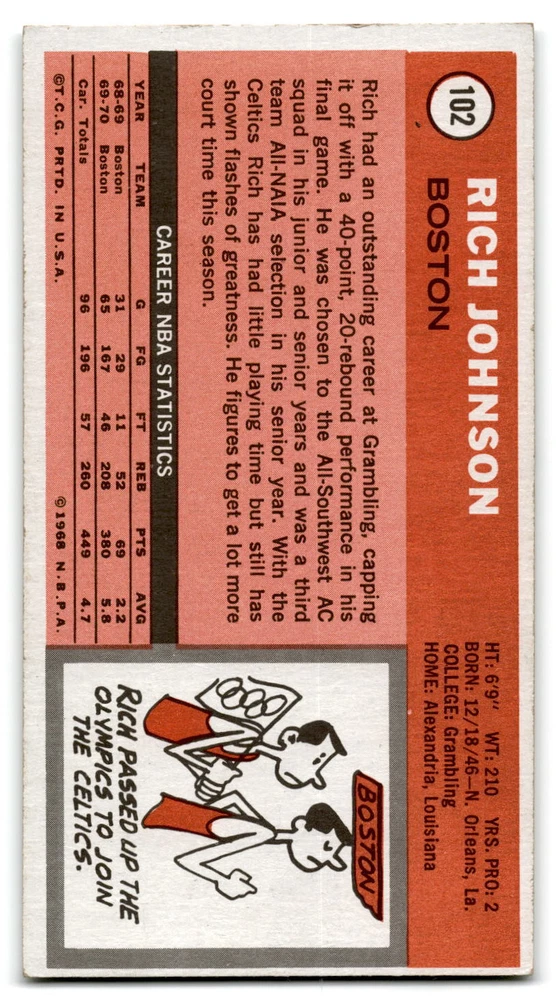 102
RICH JOHNSON
BOSTON
HT: 6'9" WT: 210 YRS. PRO: 2
BORN: 12/18/46—N. Orleans, La.
COLLEGE: Grambling
HOME: Alexandria, Louisiana
Rich had an outstanding career at Grambling, capping
it off with a 40-point, 20-rebound performance in his
final game. He was chosen to the All-Southwest AC
squad in his junior and senior years and was a third
team All-NAIA selection in his senior year. With the
Celtics Rich has had little playing time but still has
shown flashes of greatness. He figures to get a lot more
court time this season.
CAREER NBA STATISTICS
YEAR TEAM G FG FT REB PTS AVG
68-69 Boston 31 29 11 52 69 2.2
69-70 Boston 65 167 46 208 380 5.8
Car. Totals 96 196 57 260 449 4.7
©T.C.G. PRTD. IN U.S.A. ©1968 N.B.P.A.
BOSTON
RICH PASSED UP THE
OLYMPICS TO JOIN
THE CELTICS.